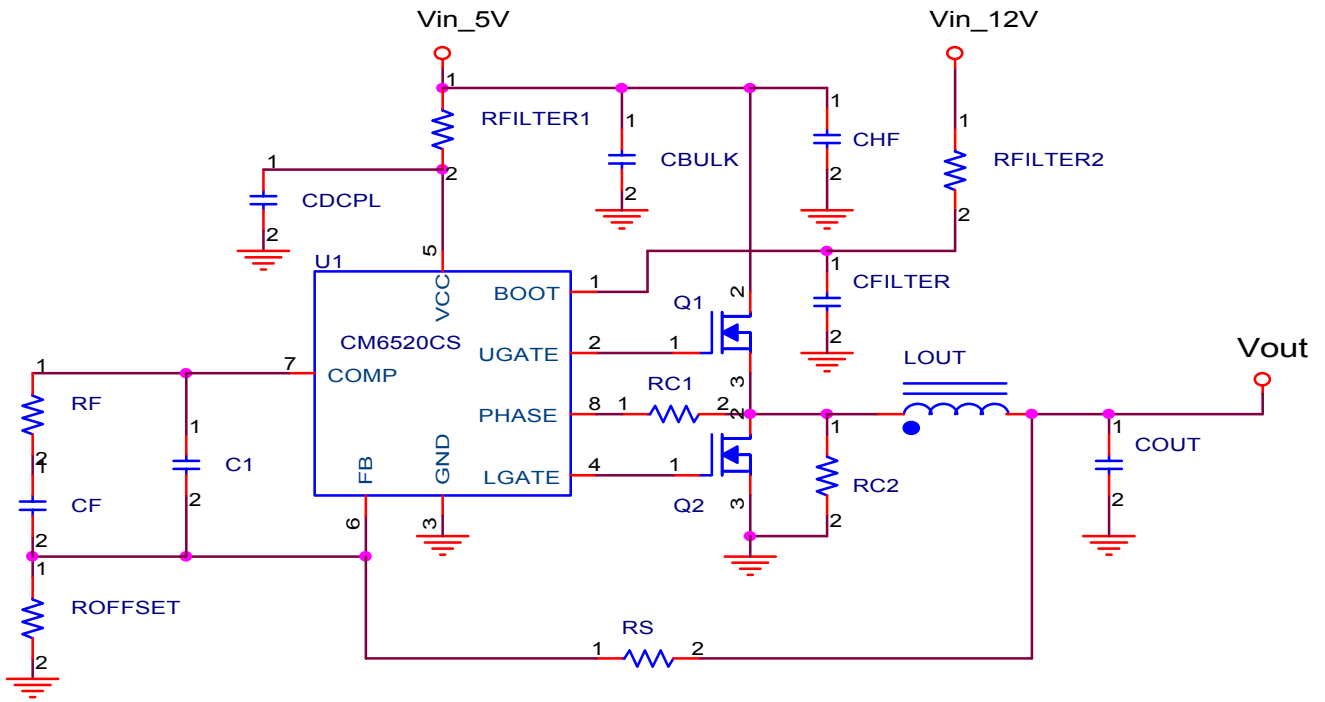 Vin_5V
Vin_12V
1
RFILTER1
2
1
CDCPL
2
1
CBULK
2
1
CHF
2
1
RFILTER2
2
U1
5
VCC
BOOT
1
CM6520CS
UGATE
2
1
Q1
2
3
1
CFILTER
2
7
COMP
PHASE
8
1
RC1
2
2
LOUT
Vout
1
RF
2
1
CF
2
1
C1
2
FB
GND
LGATE
4
1
Q2
3
1
RC2
2
1
COUT
2
6
3
1
ROFFSET
2
RS
1
2